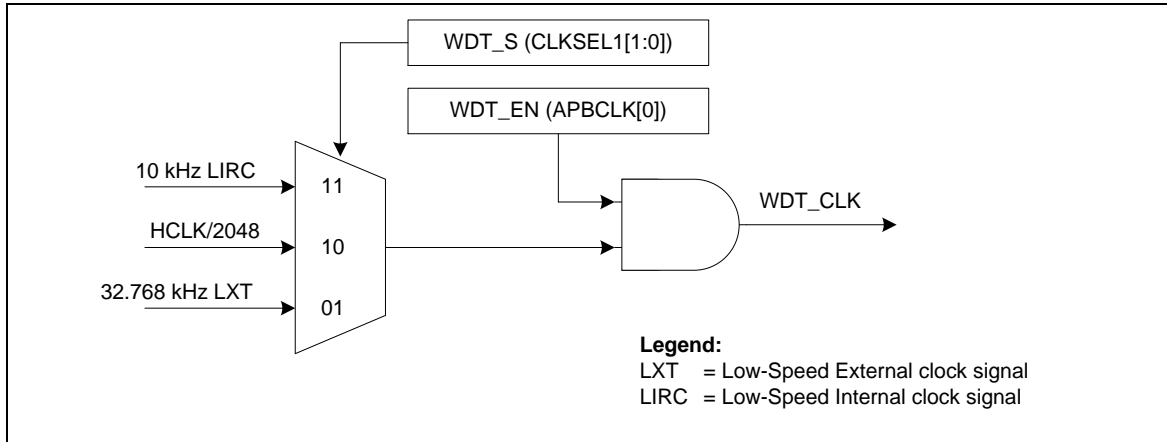 WDT_S (CLKSEL1[1:0])
WDT_EN (APBCLK[0])
10 kHz LIRC
11
HCLK/2048
10
32.768 kHz LXT
01
WDT_CLK
Legend:
LXT = Low-Speed External clock signal
LIRC = Low-Speed Internal clock signal